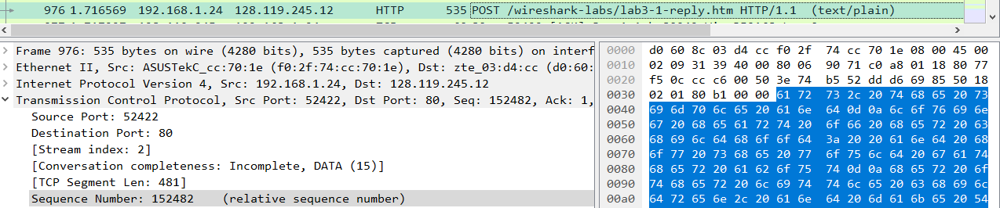 976 1.716569 192.168.1.24 128.119.245.12 HTTP 535 POST /wireshark-labs/lab3-1-reply.htm HTTP/1.1 (text/plain)
Frame 976: 535 bytes on wire (4280 bits), 535 bytes captured (4280 bits) on interf
Ethernet II, Src: ASUSTekC_cc:70:1e (f0:2f:74:cc:70:1e), Dst: zte_03:d4:cc (d0:60:
Internet Protocol Version 4, Src: 192.168.1.24, Dst: 128.119.245.12
Transmission Control Protocol, Src Port: 52422, Dst Port: 80, Seq: 152482, Ack: 1,
Source Port: 52422
Destination Port: 80
[Stream index: 2]
[Conversation completeness: Incomplete, DATA (15)]
[TCP Segment Len: 481]
Sequence Number: 152482 (relative sequence number)
0000 d0 60 8c 03 d4 cc f0 2f 74 cc 70 1e 08 00 45 00
0010 02 09 31 39 40 00 80 06 90 71 c0 a8 01 18 80 77
0020 f5 0c cc c6 00 50 3e 74 b5 52 dd d6 69 85 50 18
0030 02 01 80 b1 00 00 61 72 73 2c 20 74 68 65 20 73
0040 69 6d 70 6c 65 20 61 6e 64 0d 0a 6c 6f 76 69 6e
0050 67 20 68 65 61 72 74 20 6f 66 20 68 65 72 20 63
0060 68 69 6c 64 68 6f 6f 64 3a 20 20 61 6e 64 20 68
0070 6f 77 20 73 68 65 20 77 6f 75 6c 64 20 67 61 74
0080 68 65 72 20 61 62 6f 75 74 0d 0a 68 65 72 20 6f
0090 74 68 65 72 20 6c 69 74 74 6c 65 20 63 68 69 6c
00a0 64 72 65 6e 2c 20 61 6e 64 20 6d 61 6b 65 20 54